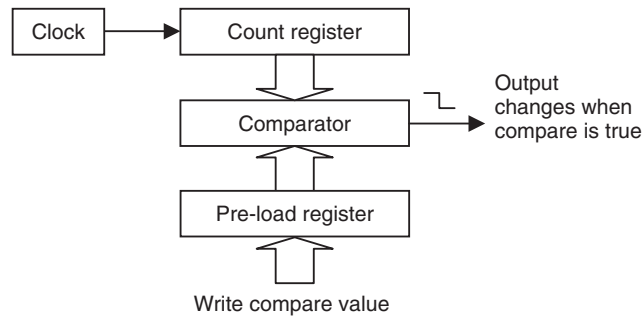 Clock
Count register
Comparator
Output
changes when
compare is true
Pre-load register
Write compare value